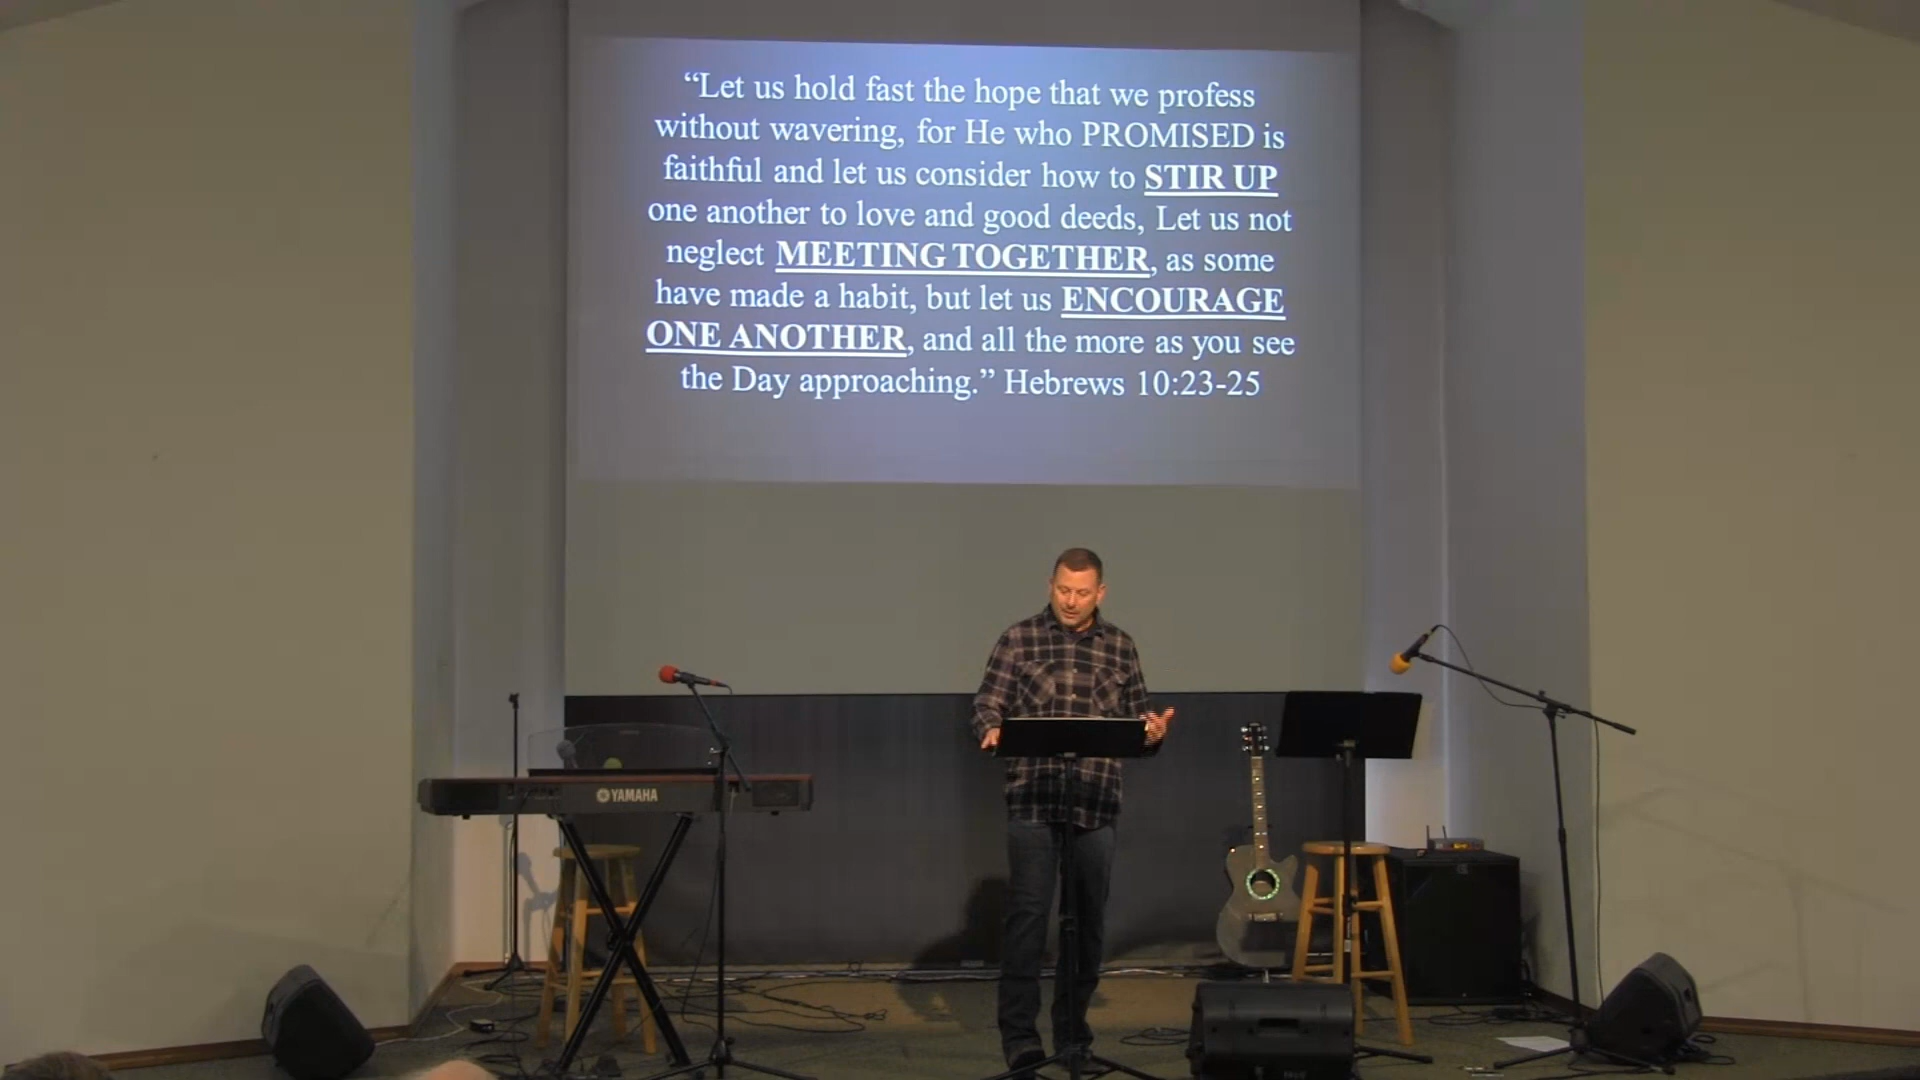 “Let us hold fast the hope that we profess
without wavering, for He who PROMISED is
faithful and let us consider how to STIR UP
one another to love and good deeds, Let us not
neglect MEETING TOGETHER, as some
have made a habit, but let us ENCOURAGE
ONE ANOTHER, and all the more as you see
the Day approaching.” Hebrews 10:23-25
YAMAHA